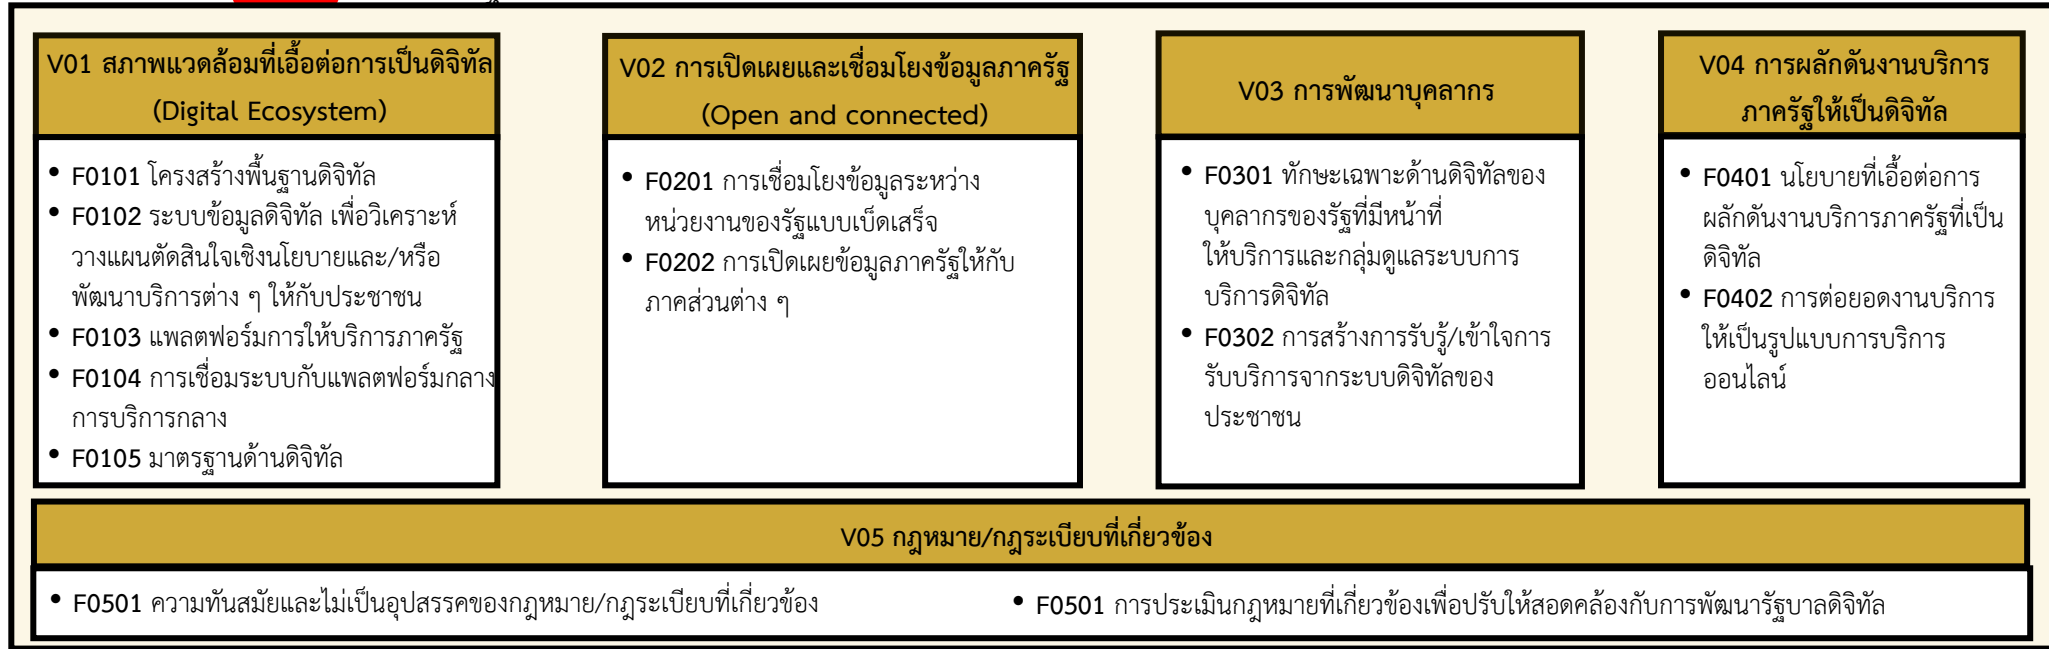 V01 สภาพแวดล้อมที่เอื้อต่อการเป็นดิจิทัล
(Digital Ecosystem)
• F0101 โครงสร้างพื้นฐานดิจิทัล
• F0102 ระบบข้อมูลดิจิทัล เพื่อวิเคราะห์
วางแผนตัดสินใจเชิงนโยบายและ/หรือ
พัฒนาบริการต่าง ๆ ให้กับประชาชน
• F0103 แพลตฟอร์มการให้บริการภาครัฐ
• F0104 การเชื่อมระบบกับแพลตฟอร์มกลาง
การบริการกลาง
• F0105 มาตรฐานด้านดิจิทัล
V02 การเปิดเผยและเชื่อมโยงข้อมูลภาครัฐ
(Open and connected)
• F0201 การเชื่อมโยงข้อมูลระหว่าง
หน่วยงานของรัฐแบบเบ็ดเสร็จ
• F0202 การเปิดเผยข้อมูลภาครัฐให้กับ
ภาคส่วนต่าง ๆ
V03 การพัฒนาบุคลากร
• F0301 ทักษะเฉพาะด้านดิจิทัลของ
บุคลากรของรัฐที่มีหน้าที่
ให้บริการและกลุ่มดูแลระบบการ
บริการดิจิทัล
• F0302 การสร้างการรับรู้/เข้าใจการ
รับบริการจากระบบดิจิทัลของ
ประชาชน
V04 การผลักดันงานบริการ
ภาครัฐให้เป็นดิจิทัล
• F0401 นโยบายที่เอื้อต่อการ
ผลักดันงานบริการภาครัฐที่เป็น
ดิจิทัล
• F0402 การต่อยอดงานบริการ
ให้เป็นรูปแบบการบริการ
ออนไลน์
V05 กฎหมาย/กฎระเบียบที่เกี่ยวข้อง
• F0501 ความทันสมัยและไม่เป็นอุปสรรคของกฎหมาย/กฎระเบียบที่เกี่ยวข้อง
• F0501 การประเมินกฎหมายที่เกี่ยวข้องเพื่อปรับให้สอดคล้องกับการพัฒนารัฐบาลดิจิทัล